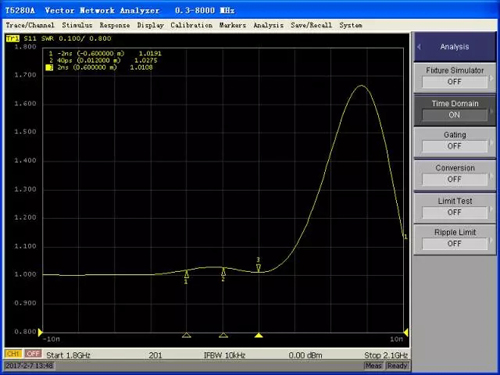 T5280A Vector Network Analyzer 0.3-8000 MHz
Trace/Channel Stimulus Response Display Calibration Markers Analysis Save/Recall System
Tr1 S11 SWR 0.100/ 0.800
1.800
1 -2ns (-0.600000 m) 1.0191
2 40ps (0.012000 m) 1.0275
3 2ns (0.600000 m) 1.0108
1.700
1.600
1.500
1.400
1.300
1.200
1.100
1.000
0.900
0.800
1
2
3
1
-10n
10n
CH1 OFF Start 1.8GHz 201 IFBW 10kHz 0.00 dBm Stop 2.1GHz
2017-2-7 13:46 Meas Ready
Analysis
Fixture Simulator
OFF
Time Domain
ON
Gating
OFF
Conversion
OFF
Limit Test
OFF
Ripple Limit
OFF